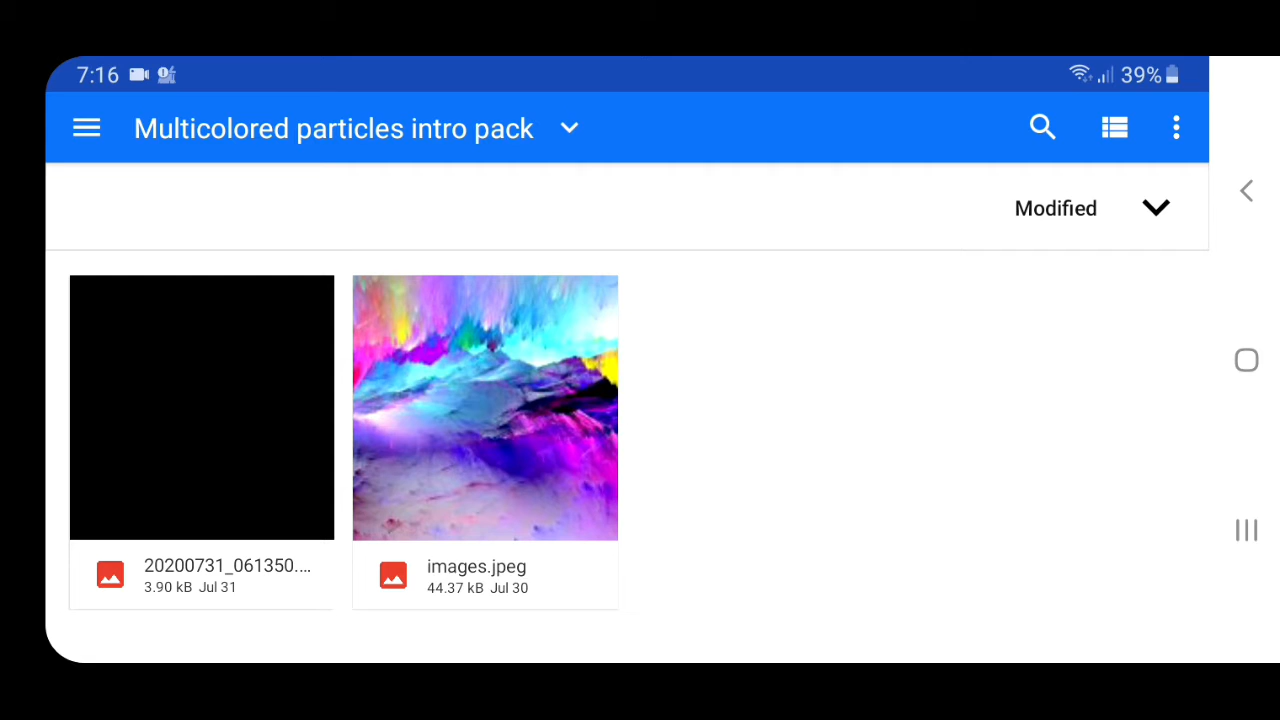 7:16
39%
Multicolored particles intro pack
Modified
20200731_061350....
3.90 kB Jul 31
images.jpeg
44.37 kB Jul 30